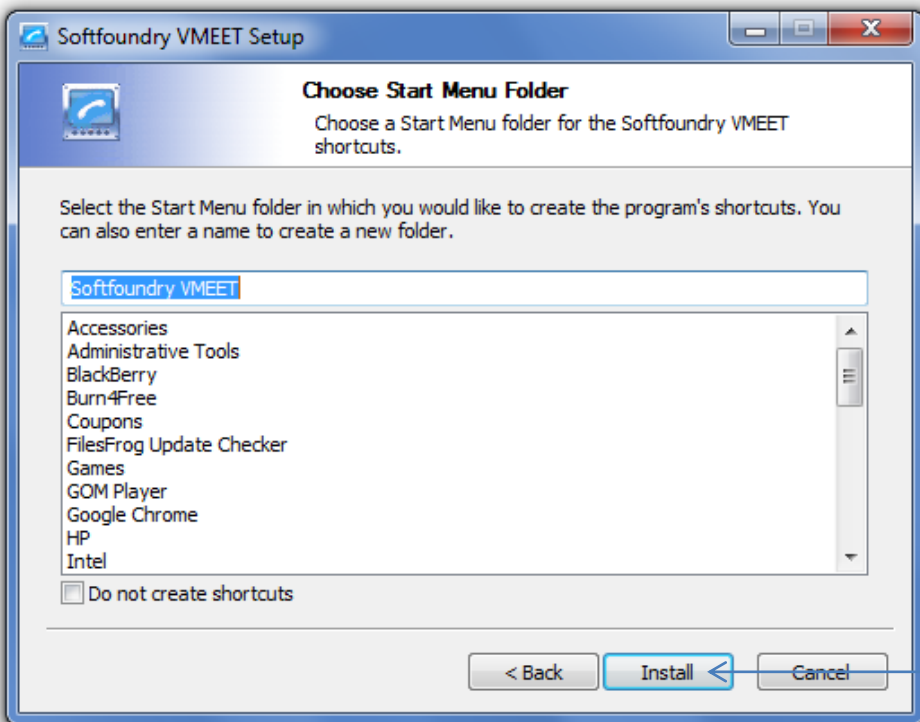 Softfoundry VMEET Setup
Choose Start Menu Folder
Choose a Start Menu folder for the Softfoundry VMEET
shortcuts.
Select the Start Menu folder in which you would like to create the program's shortcuts. You
can also enter a name to create a new folder.
Softfoundry VMEET
Accessories
Administrative Tools
BlackBerry
Burn4Free
Coupons
FilesFrog Update Checker
Games
GOM Player
Google Chrome
HP
Intel
Do not create shortcuts
< Back Install Cancel